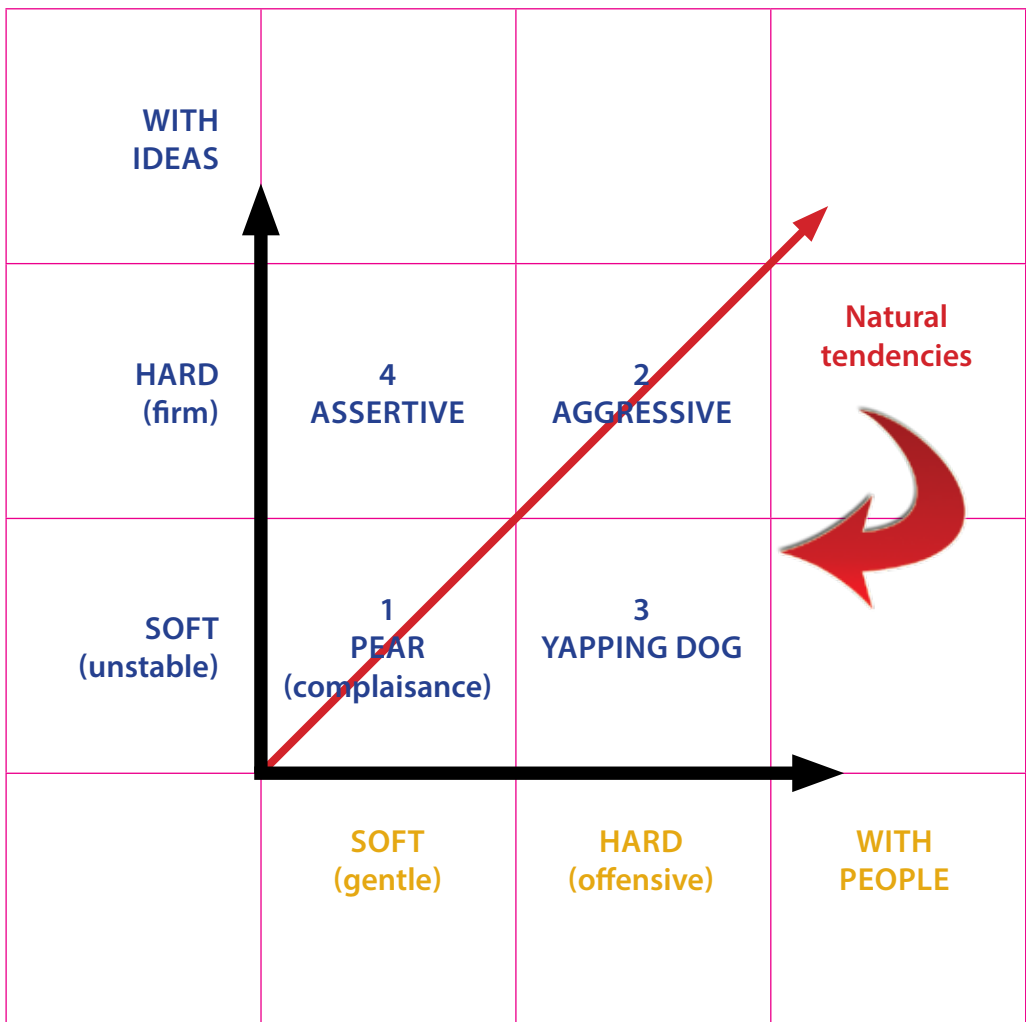 WITH
IDEAS
Natural
tendencies
HARD
(firm)
4
ASSERTIVE
2
AGGRESSIVE
SOFT
(unstable)
1
PEAR
(complaisance)
3
YAPPING DOG
SOFT
(gentle)
HARD
(offensive)
WITH
PEOPLE